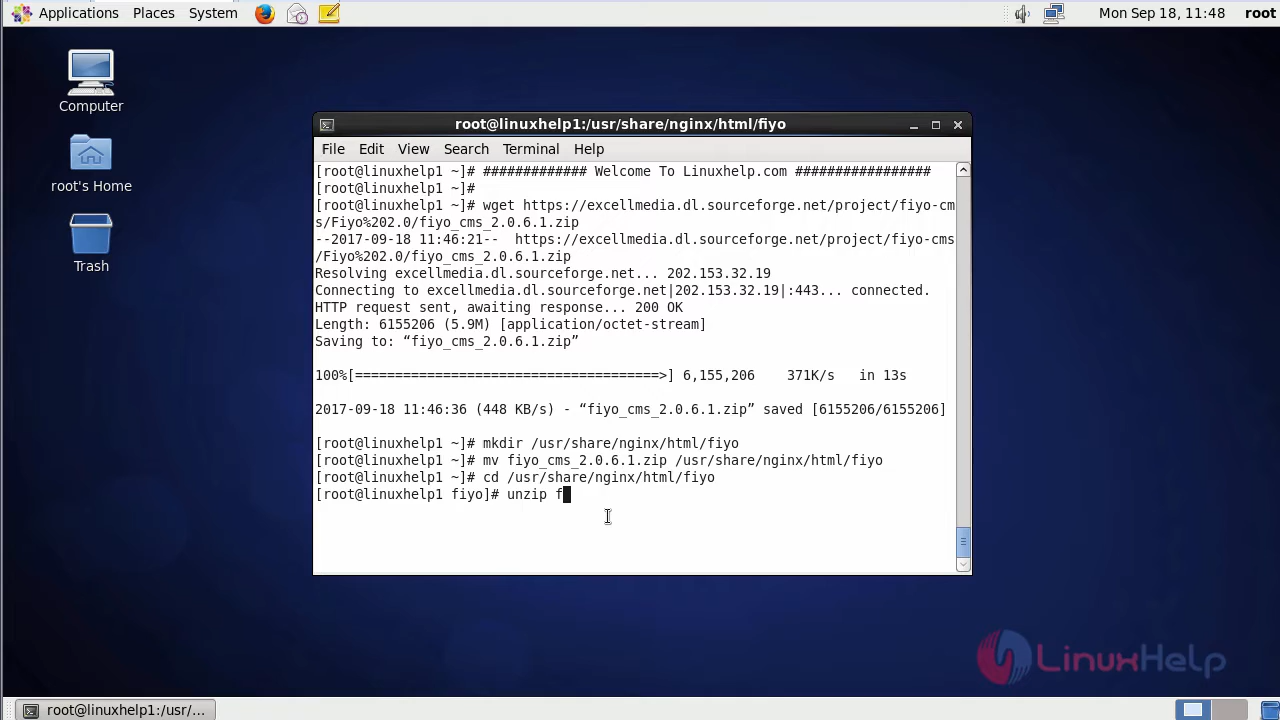 Applications Places System
Mon Sep 18, 11:48 root
Computer
root's Home
Trash
root@linuxhelp1:/usr/share/nginx/html/fiyo
File Edit View Search Terminal Help
[root@linuxhelp1 ~]# ############# Welcome To Linuxhelp.com #################
[root@linuxhelp1 ~]#
[root@linuxhelp1 ~]# wget https://excellmedia.dl.sourceforge.net/project/fiyo-cm
s/Fiyo%202.0/fiyo_cms_2.0.6.1.zip
--2017-09-18 11:46:21--  https://excellmedia.dl.sourceforge.net/project/fiyo-cms
/Fiyo%202.0/fiyo_cms_2.0.6.1.zip
Resolving excellmedia.dl.sourceforge.net... 202.153.32.19
Connecting to excellmedia.dl.sourceforge.net|202.153.32.19|:443... connected.
HTTP request sent, awaiting response... 200 OK
Length: 6155206 (5.9M) [application/octet-stream]
Saving to: “fiyo_cms_2.0.6.1.zip”
100%[======================================>] 6,155,206    371K/s   in 13s
2017-09-18 11:46:36 (448 KB/s) - “fiyo_cms_2.0.6.1.zip” saved [6155206/6155206]
[root@linuxhelp1 ~]# mkdir /usr/share/nginx/html/fiyo
[root@linuxhelp1 ~]# mv fiyo_cms_2.0.6.1.zip /usr/share/nginx/html/fiyo
[root@linuxhelp1 ~]# cd /usr/share/nginx/html/fiyo
[root@linuxhelp1 fiyo]# unzip f
LinuxHelp
root@linuxhelp1:/usr/...